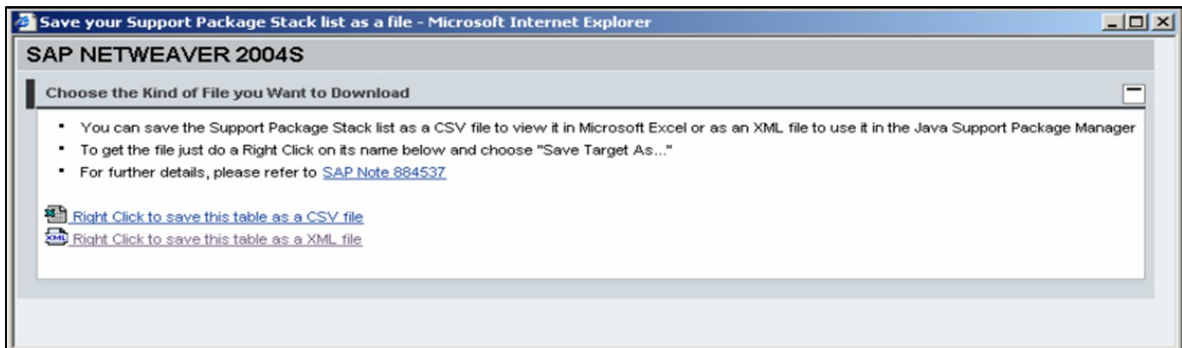 Save your Support Package Stack list as a file - Microsoft Internet Explorer
SAP NETWEAVER 2004S
Choose the Kind of File you Want to Download
You can save the Support Package Stack list as a CSV file to view it in Microsoft Excel or as an XML file to use it in the Java Support Package Manager
To get the file just do a Right Click on its name below and choose "Save Target As..."
For further details, please refer to SAP Note 884537
Right Click to save this table as a CSV file
XML Right Click to save this table as a XML file